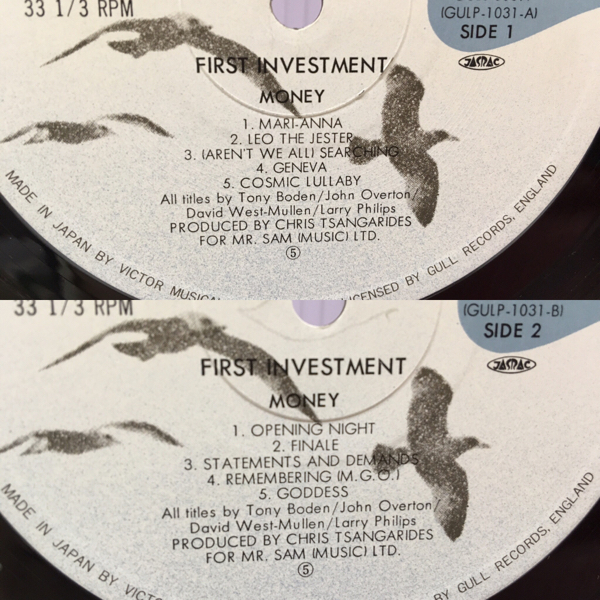 33 1/3 RPM
(GULP-1031-A)
SIDE 1
JASRAC
FIRST INVESTMENT
MONEY
1. MARI-ANNA
2. LEO THE JESTER
3. (AREN'T WE ALL) SEARCHING
4. GENEVA
5. COSMIC LULLABY
All titles by Tony Boden/John Overton/
David West-Mullen/Larry Philips
PRODUCED BY CHRIS TSANGARIDES
FOR MR. SAM (MUSIC) LTD.
5
MADE IN JAPAN BY VICTOR MUSICAL
LICENSED BY GULL RECORDS, ENGLAND
33 1/3 RPM
(GULP-1031-B)
SIDE 2
JASRAC
FIRST INVESTMENT
MONEY
1. OPENING NIGHT
2. FINALE
3. STATEMENTS AND DEMANDS
4. REMEMBERING (M.G.O.)
5. GODDESS
All titles by Tony Boden/John Overton/
David West-Mullen/Larry Philips
PRODUCED BY CHRIS TSANGARIDES
FOR MR. SAM (MUSIC) LTD.
5
MADE IN JAPAN BY VICTO
BY GULL RECORDS, ENGLAND